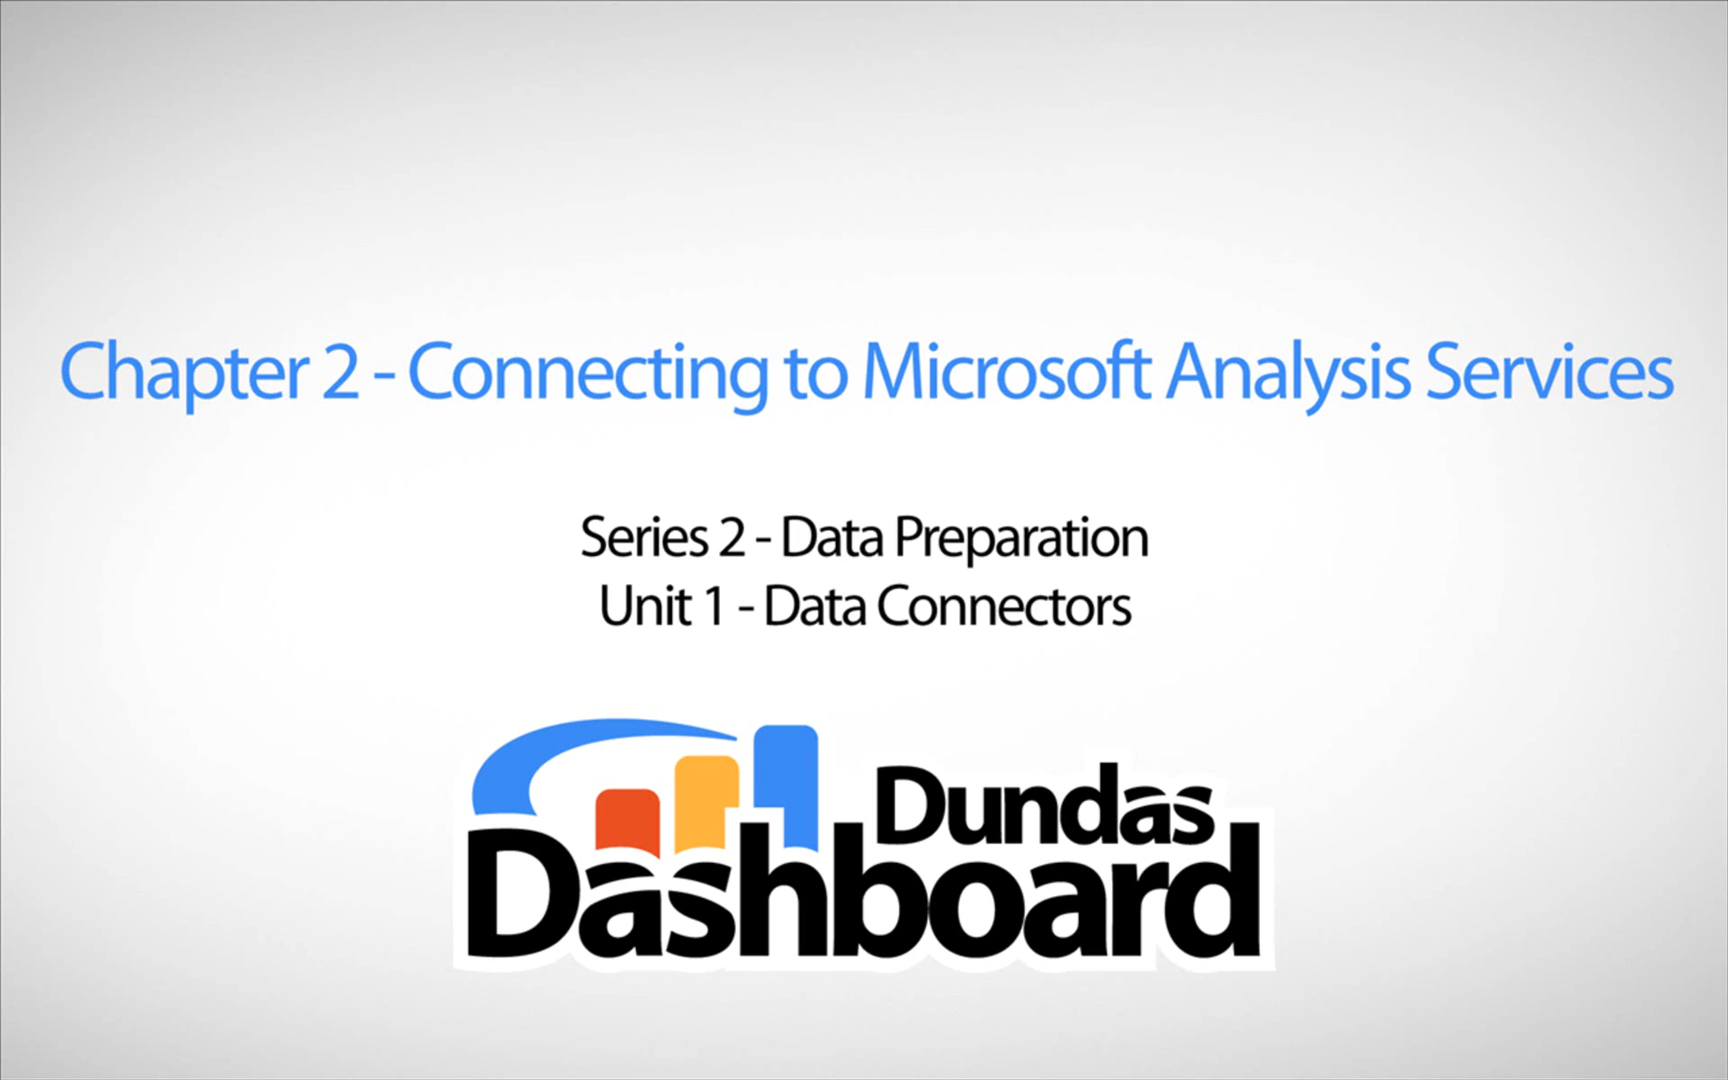 Chapter 2 - Connecting to Microsoft Analysis Services
Series 2 - Data Preparation
Unit 1 - Data Connectors
Dundas
Dashboard